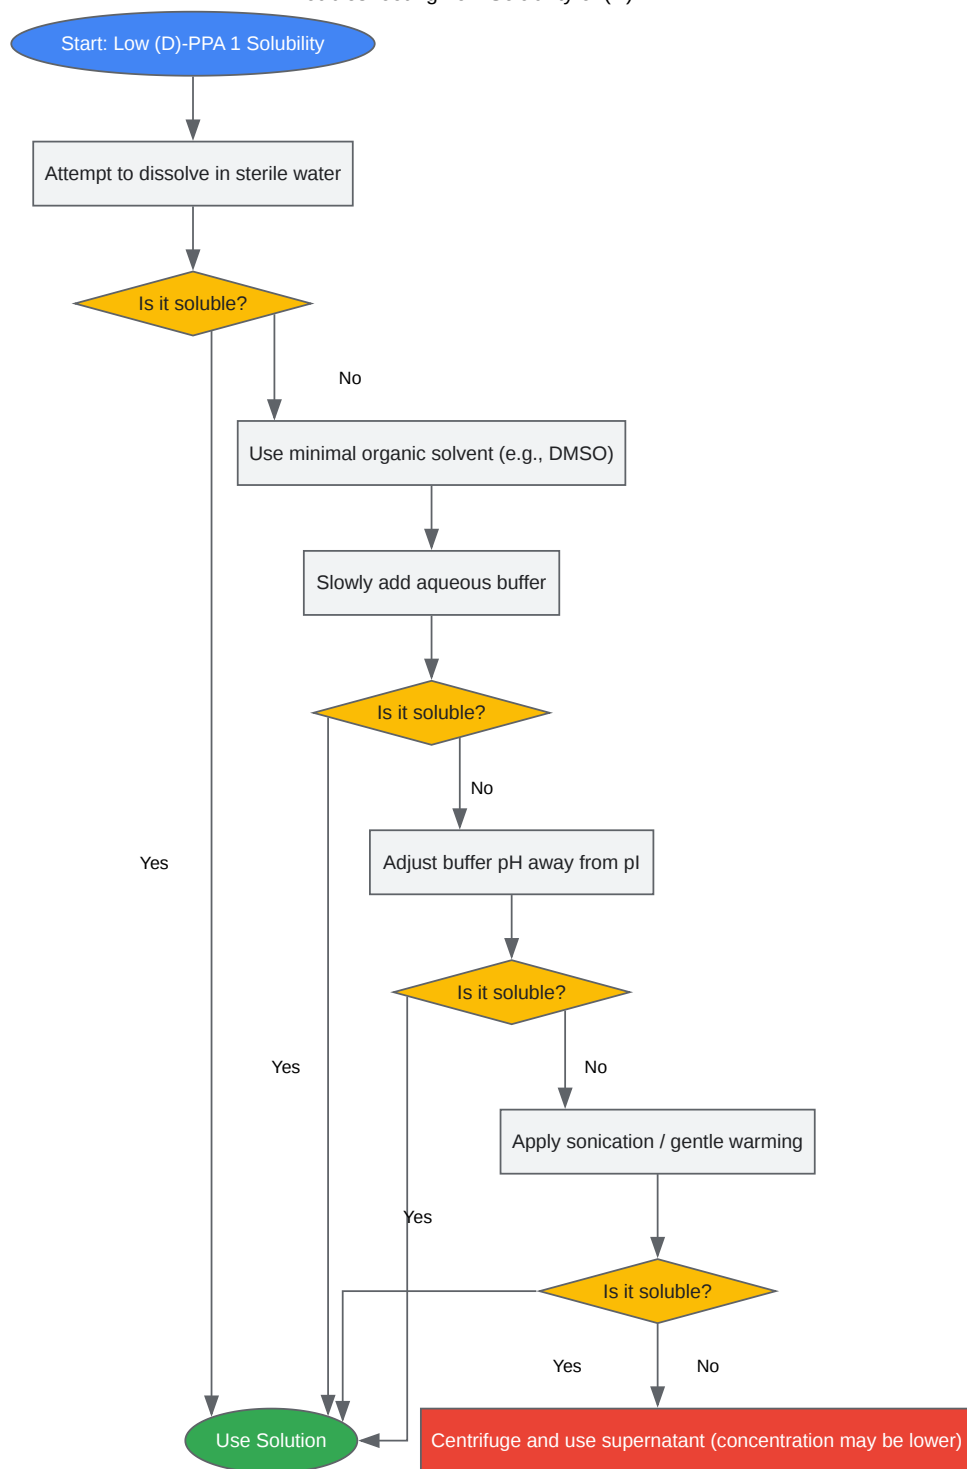 Start: Low (D)-PPA 1 Solubility
Attempt to dissolve in sterile water
Is it soluble?
No
Use minimal organic solvent (e.g., DMSO)
Slowly add aqueous buffer
Is it soluble?
No
Yes
Adjust buffer pH away from pI
Is it soluble?
Yes
No
Apply sonication / gentle warming
Yes
Is it soluble?
Yes
No
Use Solution
Centrifuge and use supernatant (concentration may be lower)